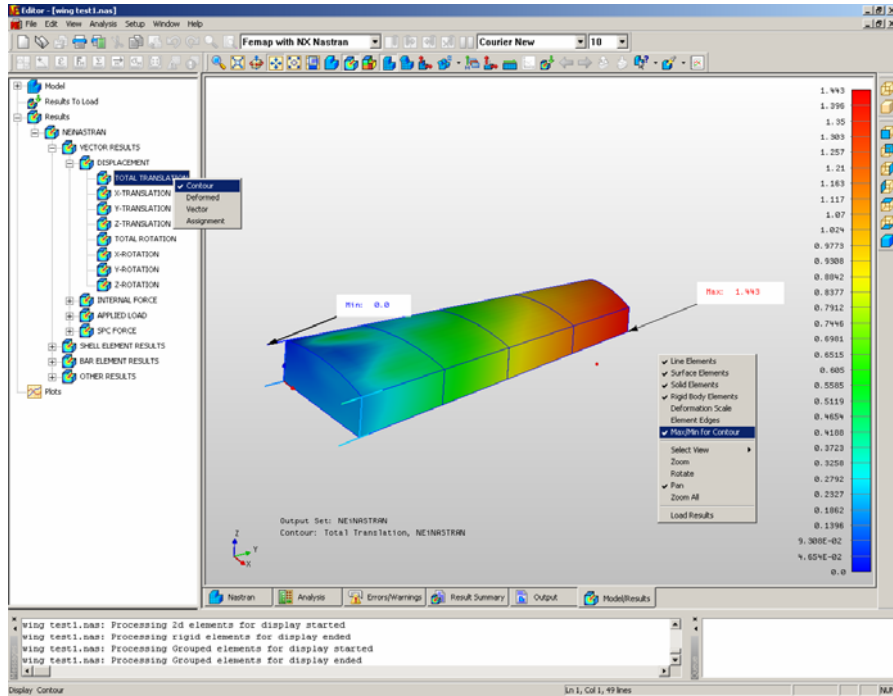 Editor - [wing test1.nas]
File Edit View Analysis Setup Window Help
Femap with NX Nastran
Courier New
10
Model
Results To Load
Results
NEiNASTRAN
VECTOR RESULTS
DISPLACEMENT
TOTAL TRANSLATION
X-TRANSLATION
Y-TRANSLATION
Z-TRANSLATION
TOTAL ROTATION
X-ROTATION
Y-ROTATION
Z-ROTATION
INTERNAL FORCE
APPLIED LOAD
SPC FORCE
SHELL ELEMENT RESULTS
BAR ELEMENT RESULTS
OTHER RESULTS
Plots
Contour
Deformed
Vector
Assignment
Min: 0.0
Max: 1.443
Line Elements
Surface Elements
Solid Elements
Rigid Body Elements
Deformation Scale
Element Edges
Max/Min for Contour
Select View
Zoom
Rotate
Pan
Zoom All
Load Results
1.443
1.396
1.35
1.303
1.257
1.21
1.163
1.117
1.07
1.024
0.9773
0.9308
0.8842
0.8377
0.7912
0.7446
0.6981
0.6515
0.605
0.5585
0.5119
0.4654
0.4188
0.3723
0.3258
0.2792
0.2327
0.1862
0.1396
9.308E-02
4.654E-02
0.0
Output Set: NEiNASTRAN
Contour: Total Translation, NEiNASTRAN
Z
Y
X
Nastran
Analysis
Errors/Warnings
Result Summary
Output
Model/Results
wing test1.nas: Processing 2d elements for display started
wing test1.nas: Processing rigid elements for display ended
wing test1.nas: Processing Grouped elements for display started
wing test1.nas: Processing Grouped elements for display ended
Display Contour
Ln 1, Col 1, 49 lines
NUM